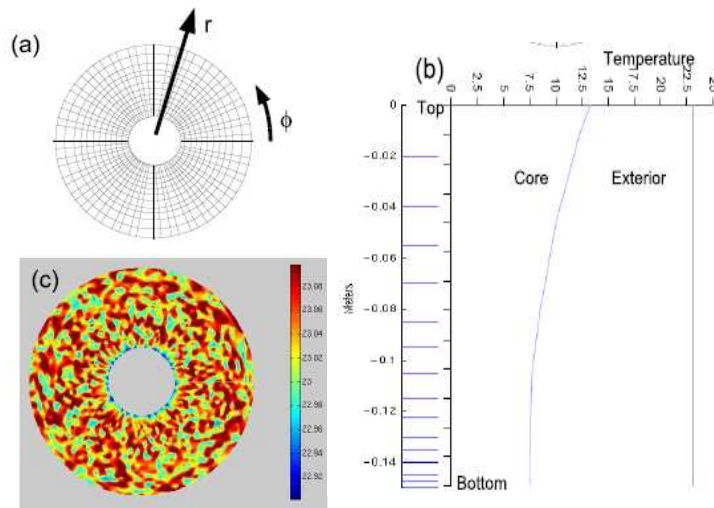 (a)
r
ϕ
(c)
23.08
23.06
23.04
23.02
23
22.98
22.96
22.94
22.92
(b)
Temperature
0
2.5
5
7.5
10
12.5
15
17.5
20
22.5
25
Top
Core
Exterior
Bottom
Meters
0
-0.02
-0.04
-0.06
-0.08
-0.1
-0.12
-0.14